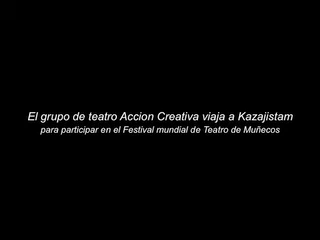 El grupo de teatro Accion Creativa viaja a Kazajistam
para participar en el Festival mundial de Teatro de Muñecos